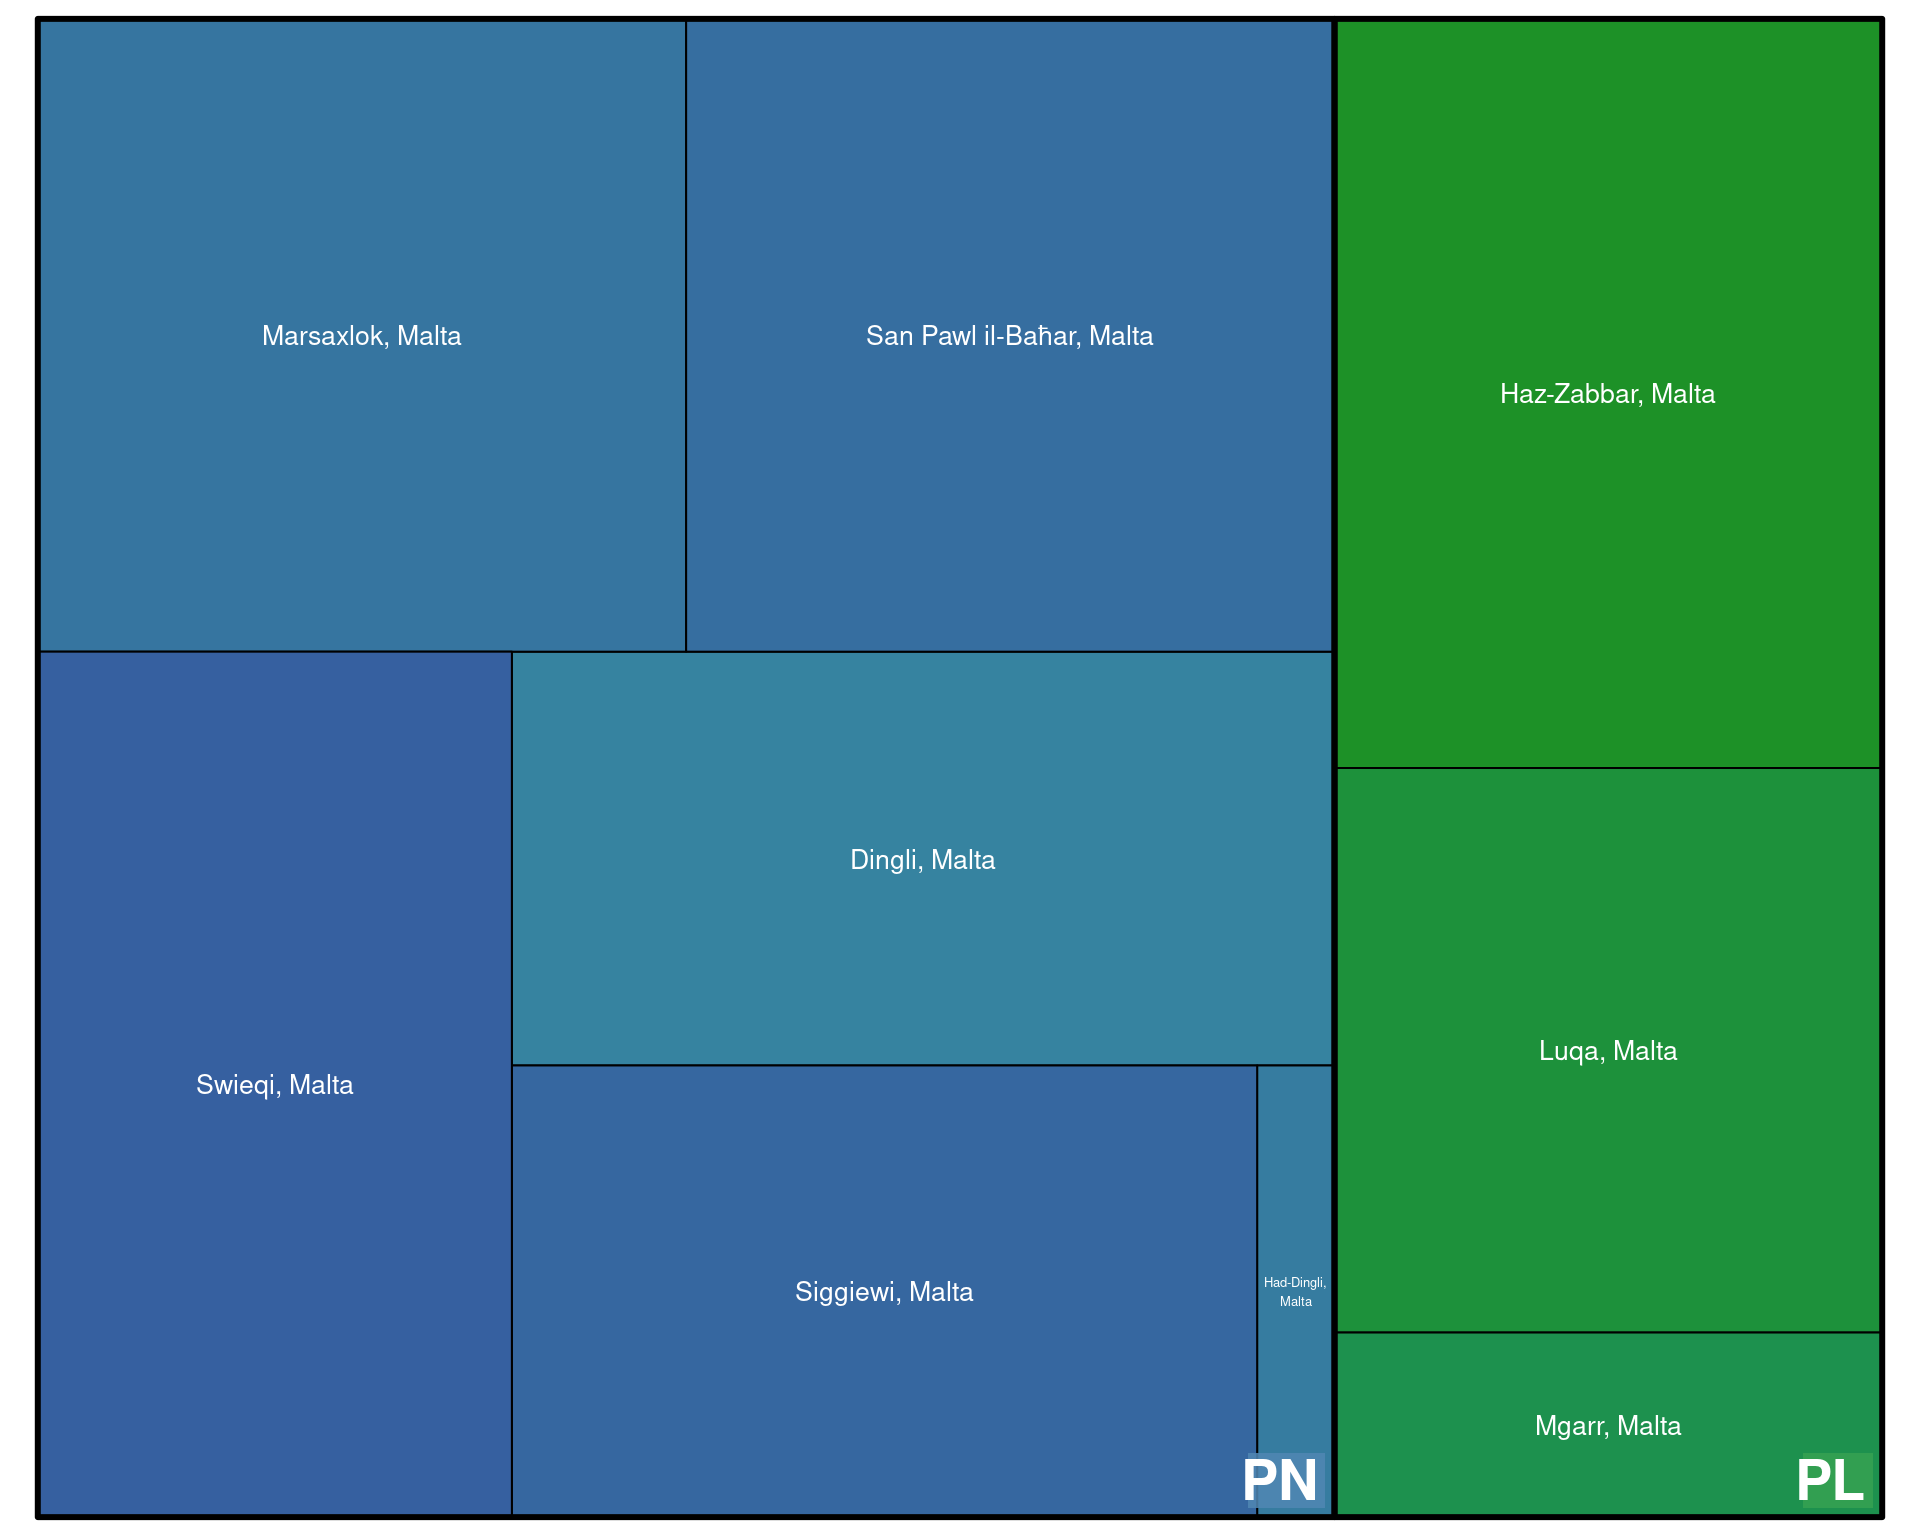 Marsaxlok, Malta
San Pawl il-Baħar, Malta
Haz-Zabbar, Malta
Dingli, Malta
Luqa, Malta
Swieqi, Malta
Siggiewi, Malta
Had-Dingli,
Malta
Mgarr, Malta
PN
PL